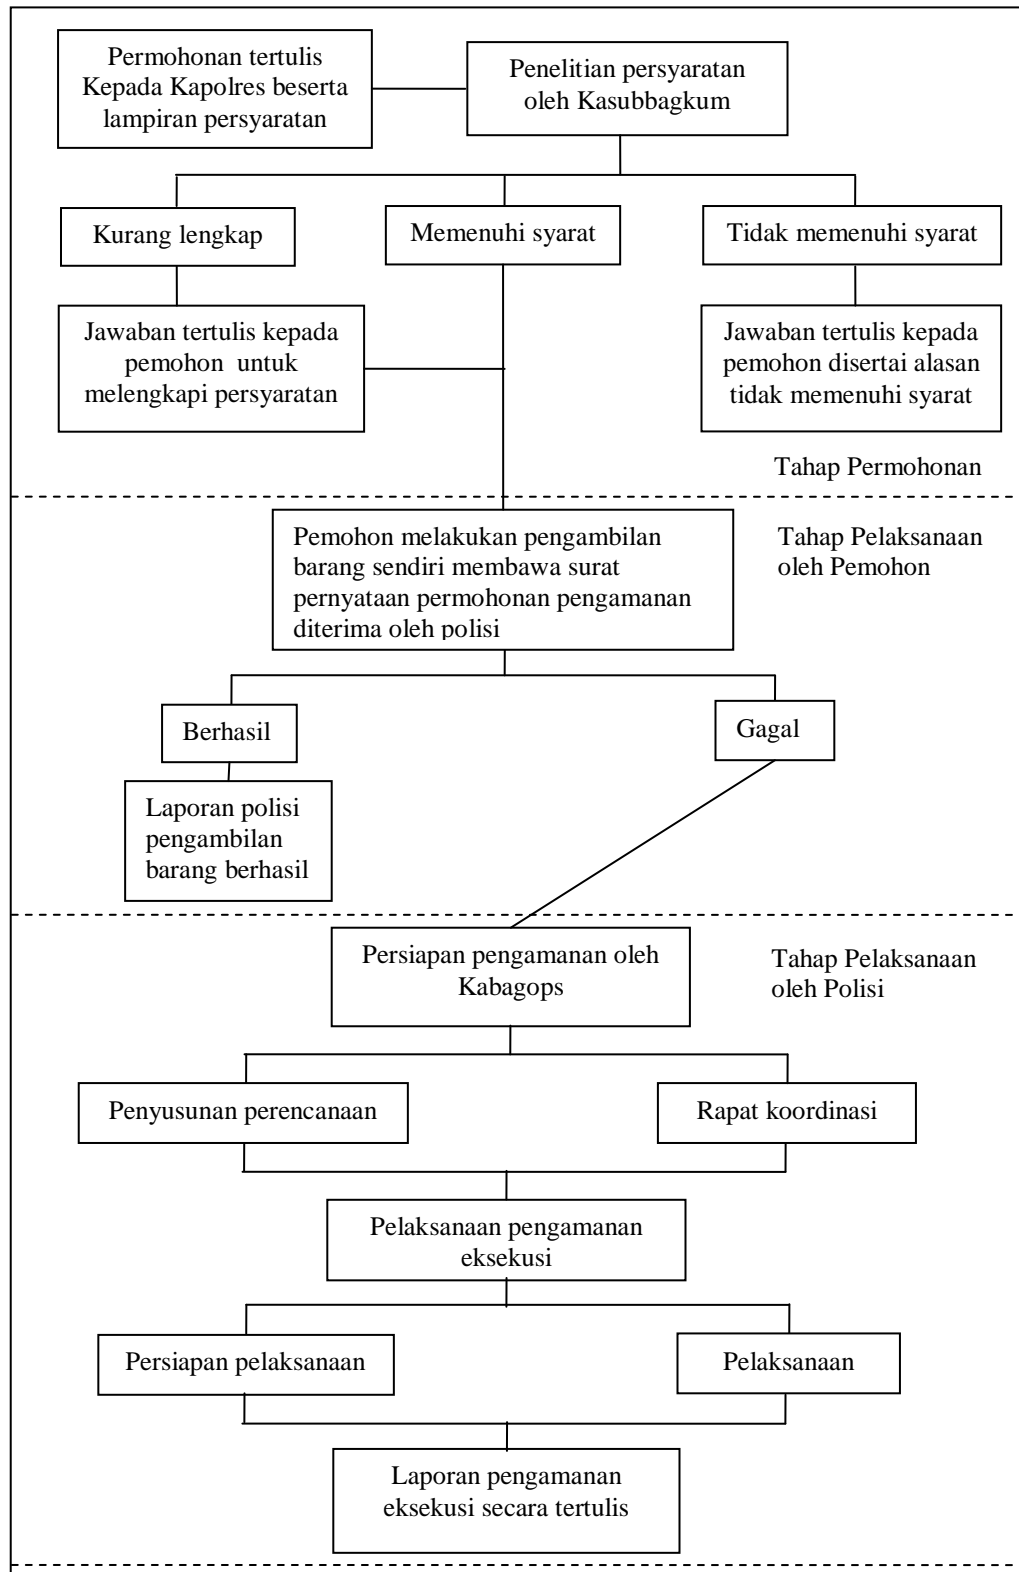 Permohonan tertulis
Kepada Kapolres beserta
lampiran persyaratan
Penelitian persyaratan
oleh Kasubbagkum
Kurang lengkap
Memenuhi syarat
Tidak memenuhi syarat
Jawaban tertulis kepada
pemohon untuk
melengkapi persyaratan
Jawaban tertulis kepada
pemohon disertai alasan
tidak memenuhi syarat
Tahap Permohonan
Pemohon melakukan pengambilan
barang sendiri membawa surat
pernyataan permohonan pengamanan
diterima oleh polisi
Tahap Pelaksanaan
oleh Pemohon
Berhasil
Gagal
Laporan polisi
pengambilan
barang berhasil
Persiapan pengamanan oleh
Kabagops
Tahap Pelaksanaan
oleh Polisi
Penyusunan perencanaan
Rapat koordinasi
Pelaksanaan pengamanan
eksekusi
Persiapan pelaksanaan
Pelaksanaan
Laporan pengamanan
eksekusi secara tertulis